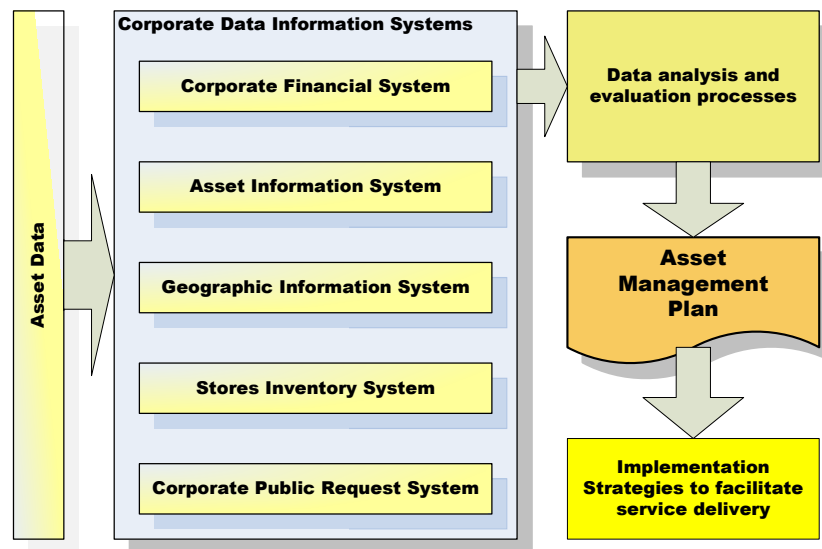 Asset Data
Corporate Data Information Systems
Corporate Financial System
Asset Information System
Geographic Information System
Stores Inventory System
Corporate Public Request System
Data analysis and
evaluation processes
Asset
Management
Plan
Implementation
Strategies to facilitate
service delivery